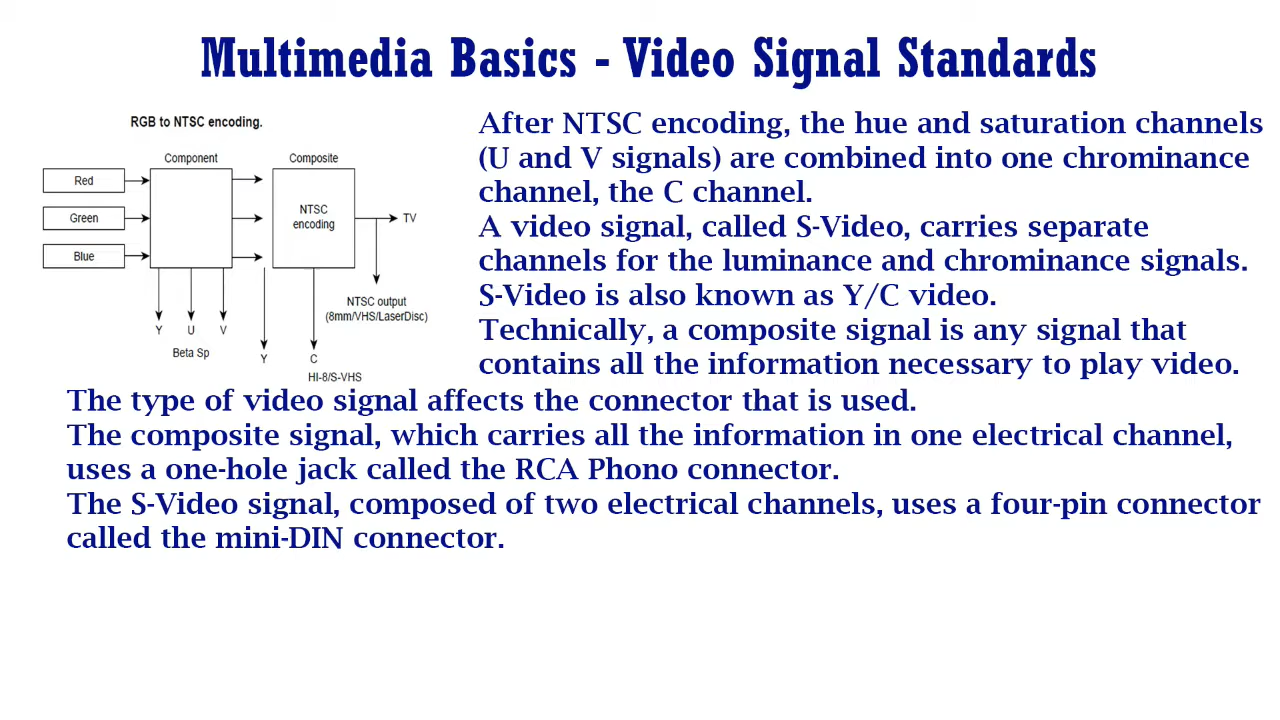 Multimedia Basics - Video Signal Standards
RGB to NTSC encoding.
Component
Composite
Red
Green
Blue
NTSC
encoding
TV
NTSC output
(8mm/VHS/LaserDisc)
Y U V
Beta Sp
Y C
HI-8/S-VHS
After NTSC encoding, the hue and saturation channels
(U and V signals) are combined into one chrominance
channel, the C channel.
A video signal, called S-Video, carries separate
channels for the luminance and chrominance signals.
S-Video is also known as Y/C video.
Technically, a composite signal is any signal that
contains all the information necessary to play video.
The type of video signal affects the connector that is used.
The composite signal, which carries all the information in one electrical channel,
uses a one-hole jack called the RCA Phono connector.
The S-Video signal, composed of two electrical channels, uses a four-pin connector
called the mini-DIN connector.